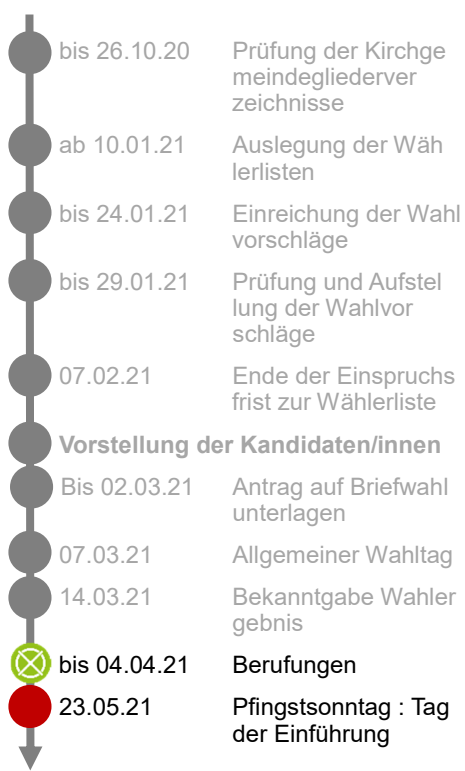 bis 26.10.20 Prüfung der Kirchge
meindegliederver
zeichnisse
ab 10.01.21 Auslegung der Wäh
lerlisten
bis 24.01.21 Einreichung der Wahl
vorschläge
bis 29.01.21 Prüfung und Aufstel
lung der Wahlvor
schläge
07.02.21 Ende der Einspruchs
frist zur Wählerliste
Vorstellung der Kandidaten/innen
Bis 02.03.21 Antrag auf Briefwahl
unterlagen
07.03.21 Allgemeiner Wahltag
14.03.21 Bekanntgabe Wahler
gebnis
bis 04.04.21 Berufungen
23.05.21 Pfingstsonntag : Tag
der Einführung